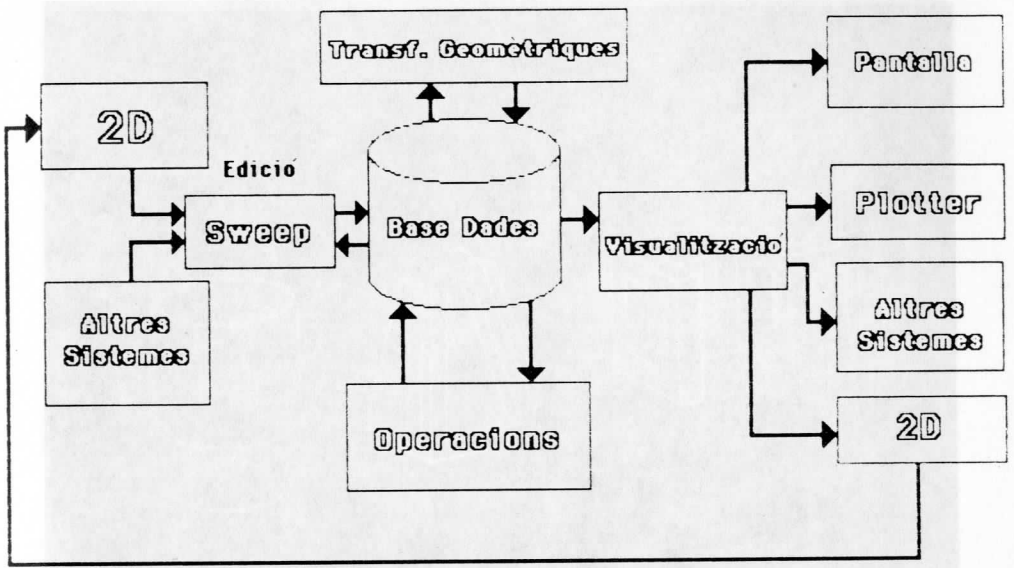 Transf. Geometriques
Pantalla
2D
Edicio
Sweep
Base Dades
Visualitzacio
Plotter
Altres
Sistemes
Altres
Sistemes
Operacions
2D